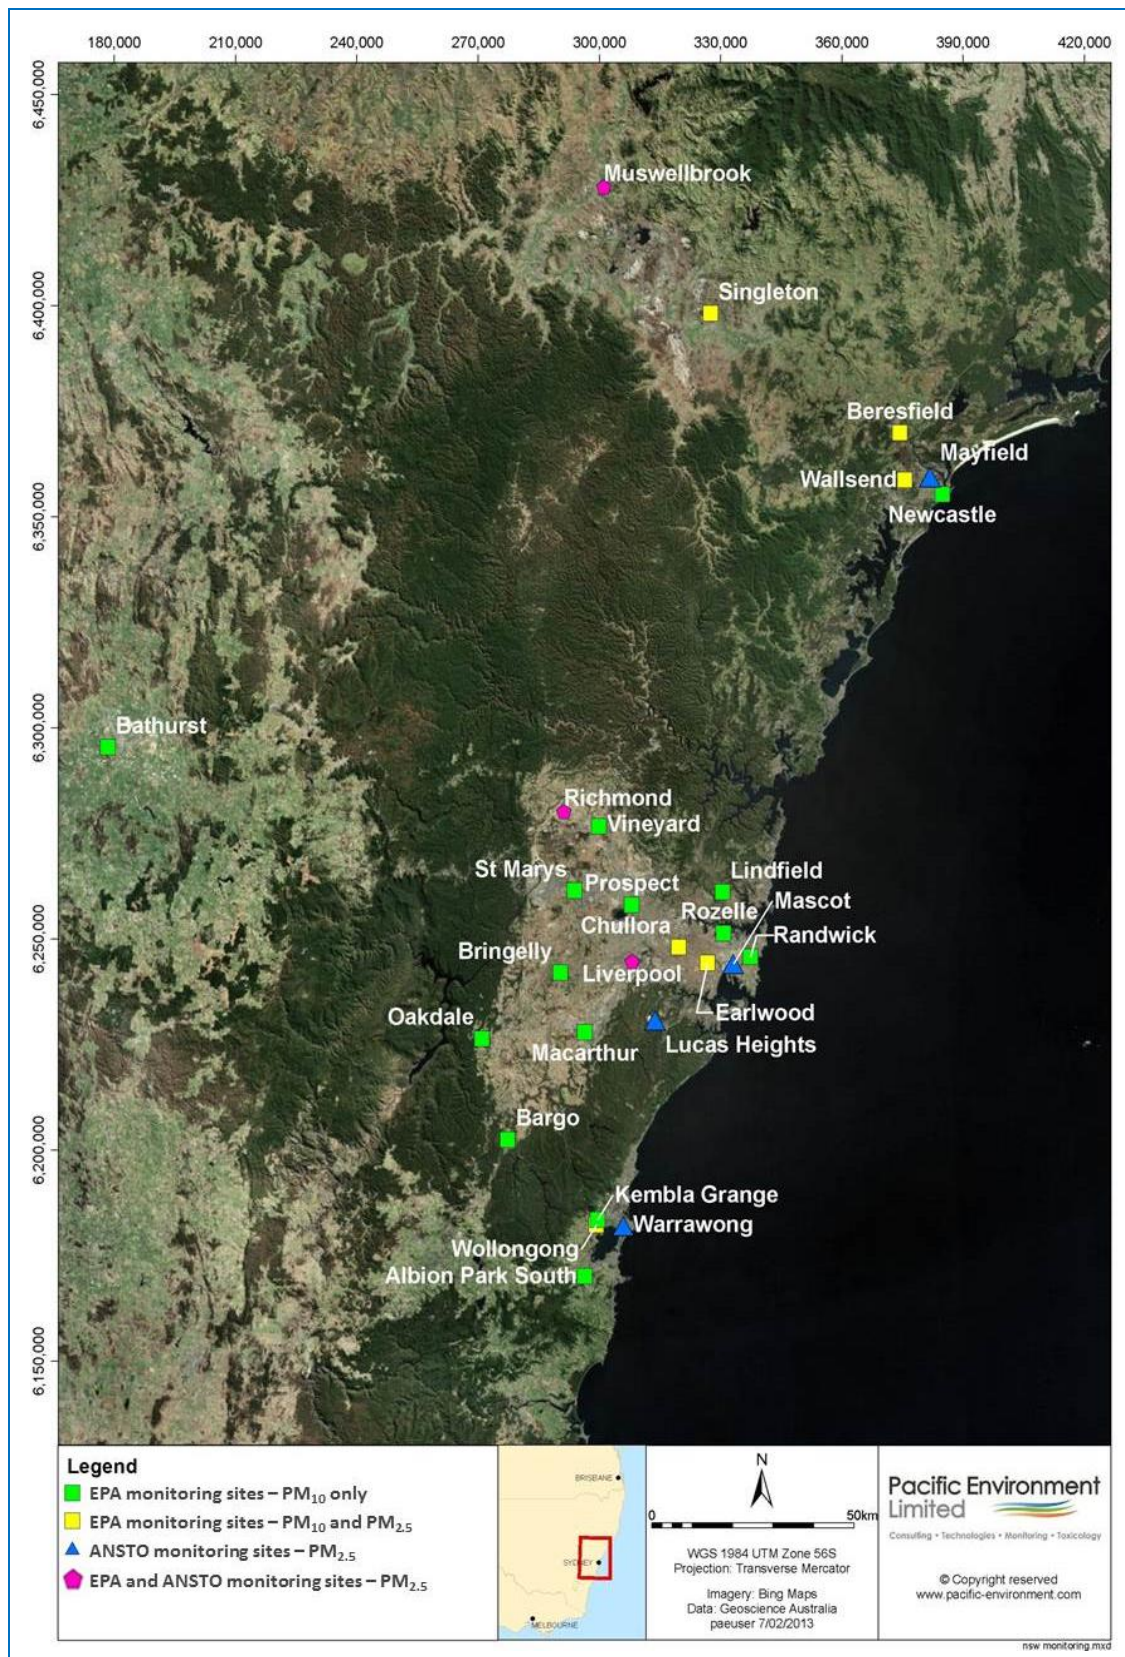 180,000 210,000 240,000 270,000 300,000 330,000 360,000 390,000 420,000
6,450,000
6,400,000
6,350,000
6,300,000
6,250,000
6,200,000
6,150,000
Muswellbrook
Singleton
Beresfield
Mayfield
Wallsend
Newcastle
Bathurst
Richmond
Vineyard
St Marys
Prospect
Lindfield
Chullora
Rozelle
Mascot
Randwick
Bringelly
Liverpool
Earlwood
Oakdale
Macarthur
Lucas Heights
Bargo
Kembla Grange
Warrawong
Wollongong
Albion Park South
Legend
EPA monitoring sites – PM10 only
EPA monitoring sites – PM10 and PM2.5
ANSTO monitoring sites – PM2.5
EPA and ANSTO monitoring sites – PM2.5
BRISBANE
SYDNEY
MELBOURNE
N
0 50km
WGS 1984 UTM Zone 56S
Projection: Transverse Mercator
Imagery: Bing Maps
Data: Geoscience Australia
paeuser 7/02/2013
Pacific Environment
Limited
Consulting • Technologies • Monitoring • Toxicology
© Copyright reserved
www.pacific-environment.com
nsw monitoring.mxd